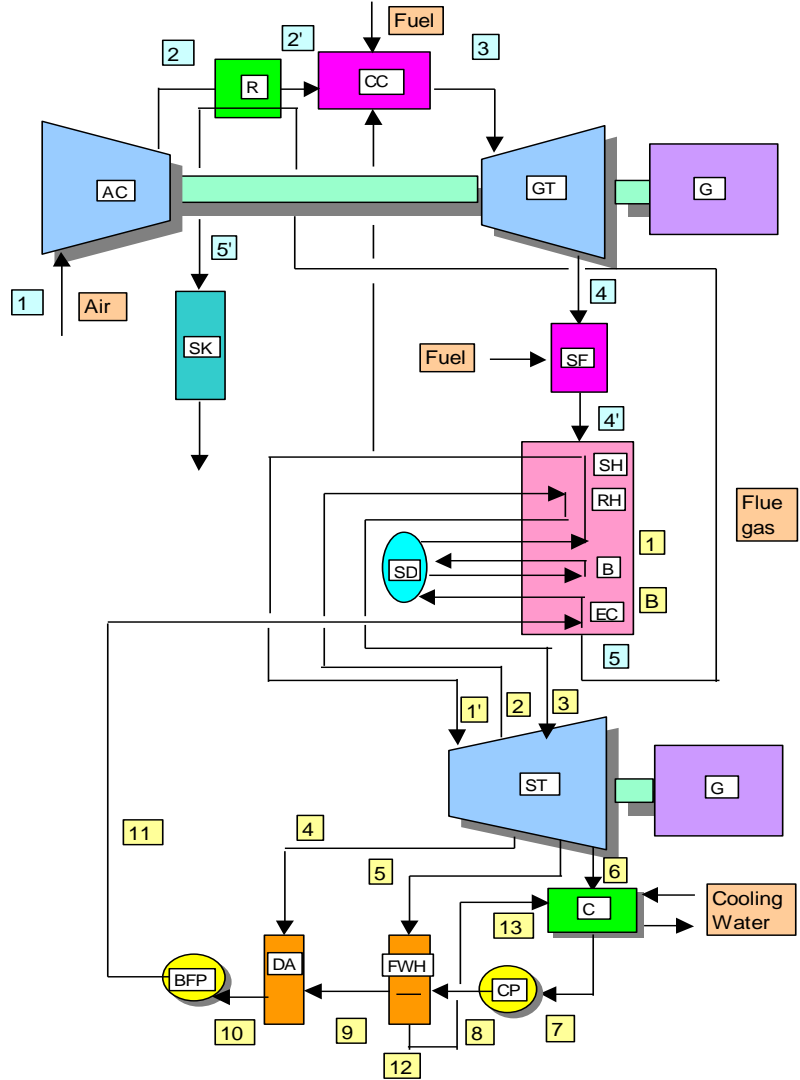 Fuel
2
2'
3
R
CC
AC
GT
G
5'
1
Air
4
SK
Fuel
SF
4'
SH
RH
Flue
gas
1
SD
B
B
EC
5
1'
2
3
ST
G
11
4
5
6
Cooling
Water
C
13
DA
FWH
BFP
CP
10
9
8
7
12